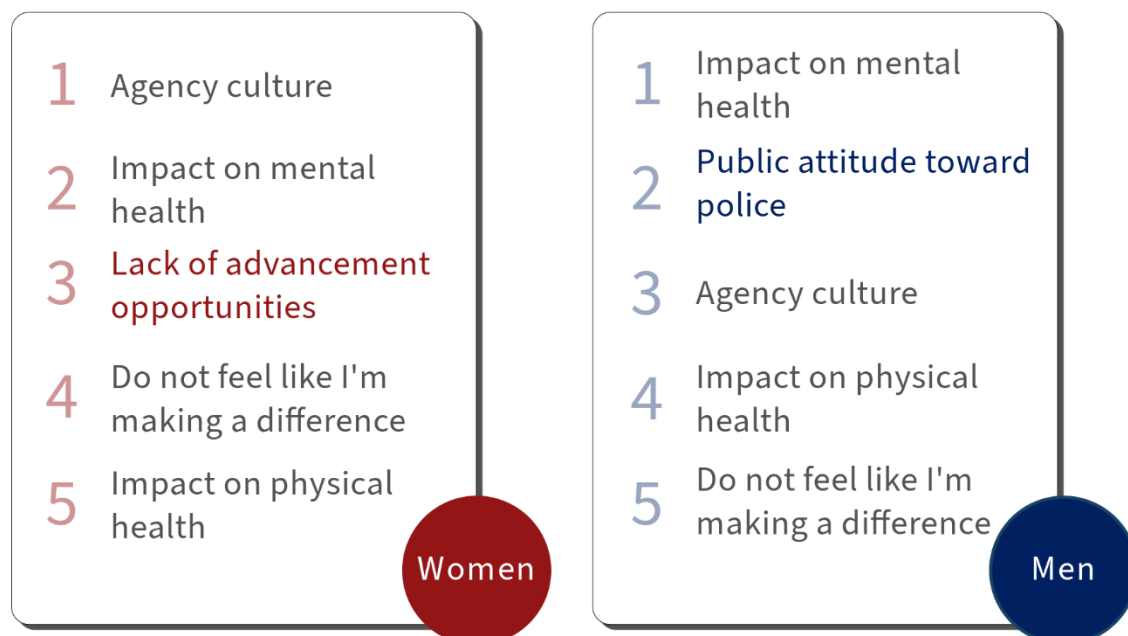 1
Agency culture
2
Impact on mental
health
3
Lack of advancement
opportunities
4
Do not feel like I'm
making a difference
5
Impact on physical
health
Women
1
Impact on mental
health
2
Public attitude toward
police
3
Agency culture
4
Impact on physical
health
5
Do not feel like I'm
making a difference
Men